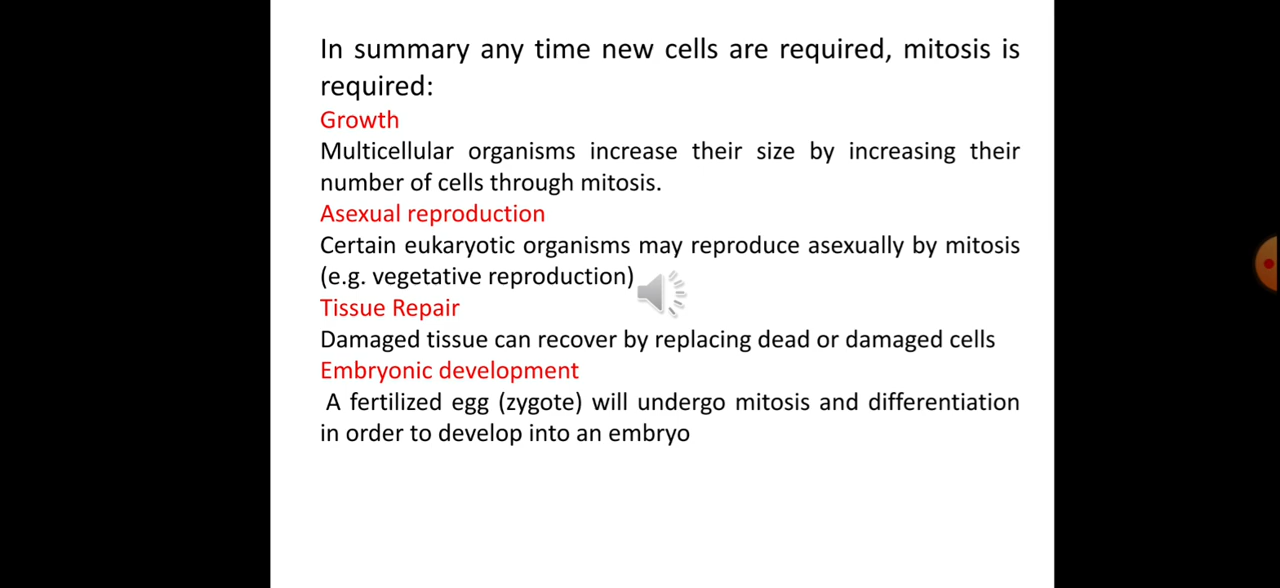 In summary any time new cells are required, mitosis is
required:
Growth
Multicellular organisms increase their size by increasing their
number of cells through mitosis.
Asexual reproduction
Certain eukaryotic organisms may reproduce asexually by mitosis
(e.g. vegetative reproduction)
Tissue Repair
Damaged tissue can recover by replacing dead or damaged cells
Embryonic development
A fertilized egg (zygote) will undergo mitosis and differentiation
in order to develop into an embryo